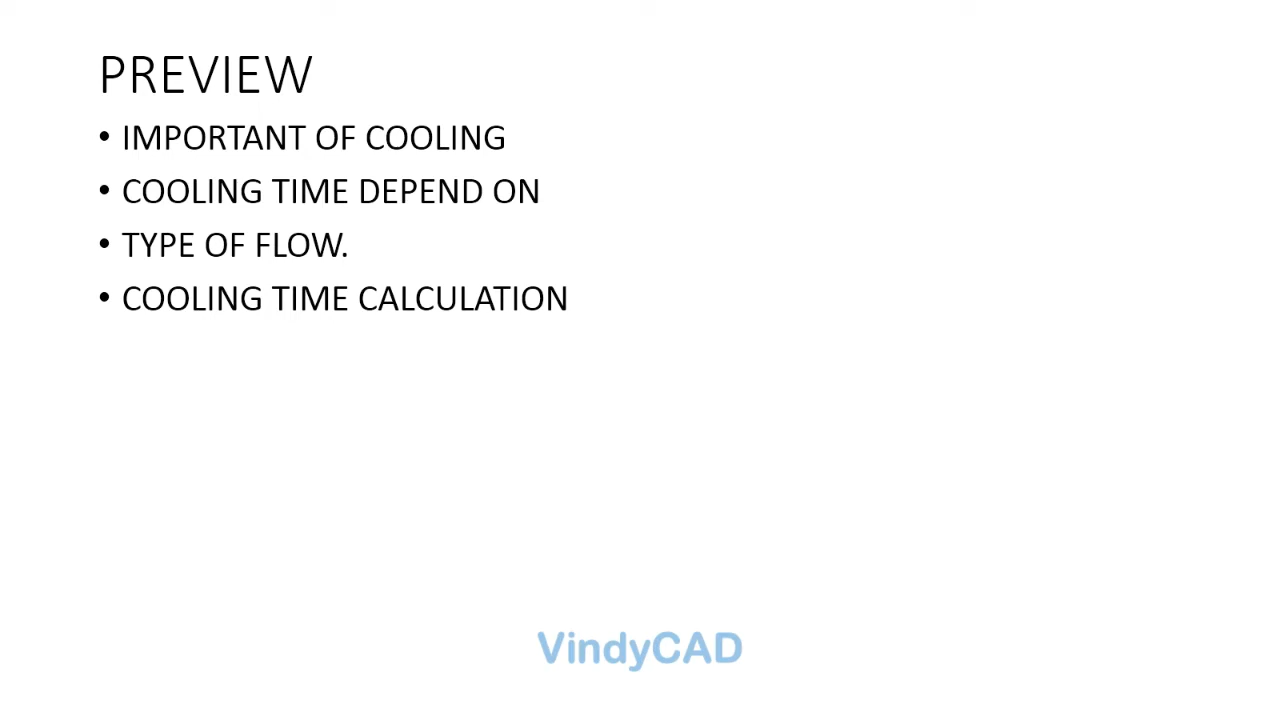 PREVIEW
• IMPORTANT OF COOLING
• COOLING TIME DEPEND ON
• TYPE OF FLOW.
• COOLING TIME CALCULATION
VindyCAD